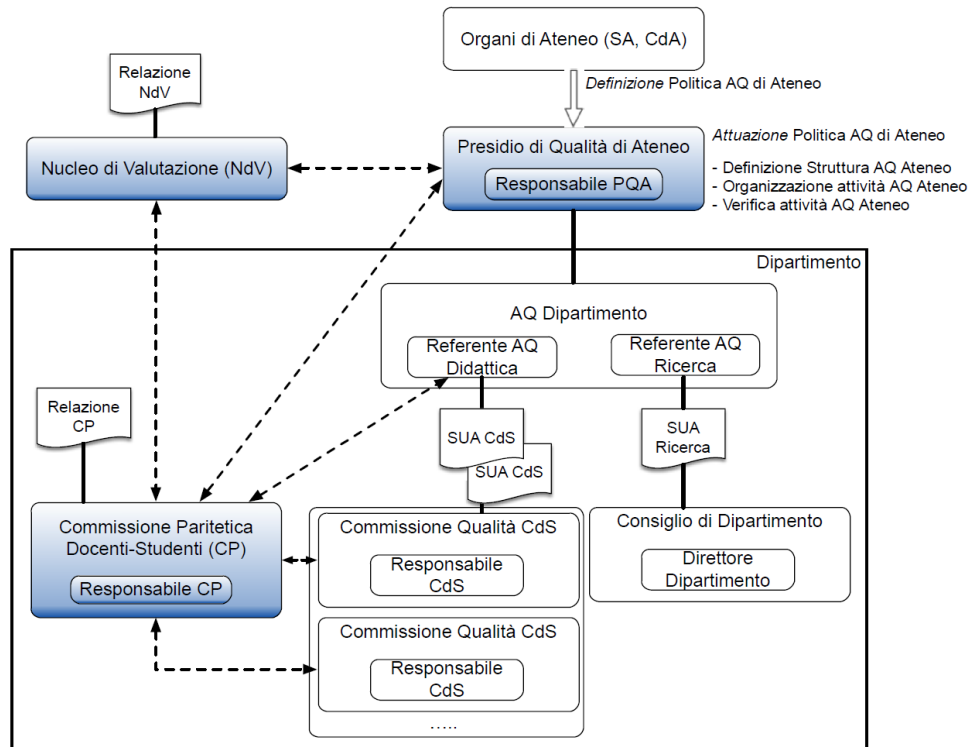 Organi di Ateneo (SA, CdA)
Relazione
NdV
Definizione Politica AQ di Ateneo
Nucleo di Valutazione (NdV)
Presidio di Qualità di Ateneo
Responsabile PQA
Attuazione Politica AQ di Ateneo
- Definizione Struttura AQ Ateneo
- Organizzazione attività AQ Ateneo
- Verifica attività AQ Ateneo
Dipartimento
AQ Dipartimento
Referente AQ
Didattica
Referente AQ
Ricerca
Relazione
CP
SUA CdS
SUA CdS
SUA
Ricerca
Commissione Paritetica
Docenti-Studenti (CP)
Responsabile CP
Commissione Qualità CdS
Responsabile
CdS
Consiglio di Dipartimento
Direttore
Dipartimento
Commissione Qualità CdS
Responsabile
CdS
.....